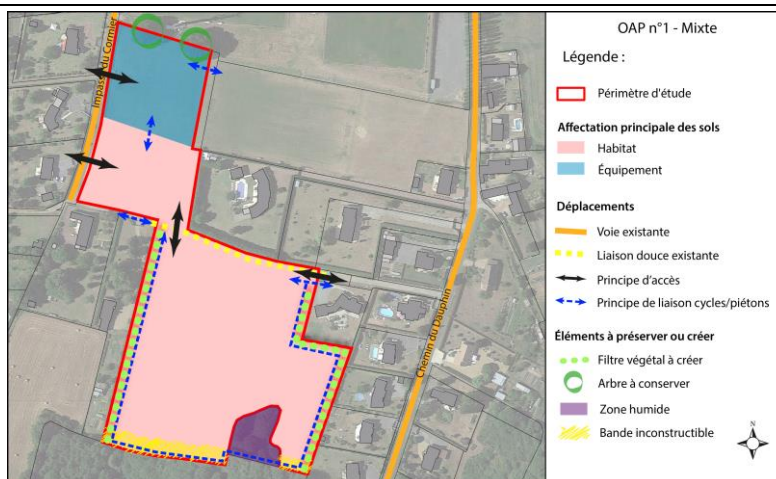 OAP n°1 - Mixte
Légende :
Périmètre d'étude
Affectation principale des sols
Habitat
Équipement
Déplacements
Voie existante
Liaison douce existante
Principe d'accès
Principe de liaison cycles/piétons
Éléments à préserver ou créer
Filtre végétal à créer
Arbre à conserver
Zone humide
Bande inconstructible
N
Impasse du Cormier
Chemin du Dauphin